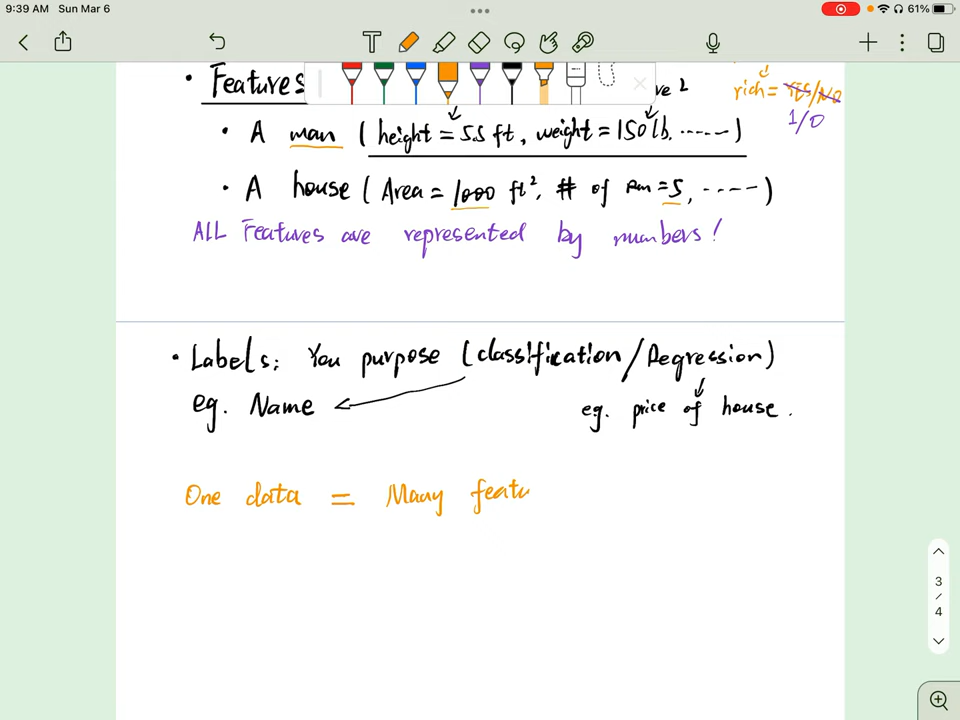 9:39 AM Sun Mar 6
61%
Features
ve 2
rich = YES/NO
1/0
• A man (height = 5.5 ft, weight = 150 lb. ......)
• A house (Area = 1000 ft², # of Rm = 5, ......)
ALL Features are represented by numbers!
• Labels: You purpose (classification/Regression)
eg. Name
eg. price of house.
One data = Many featu
3
/
4